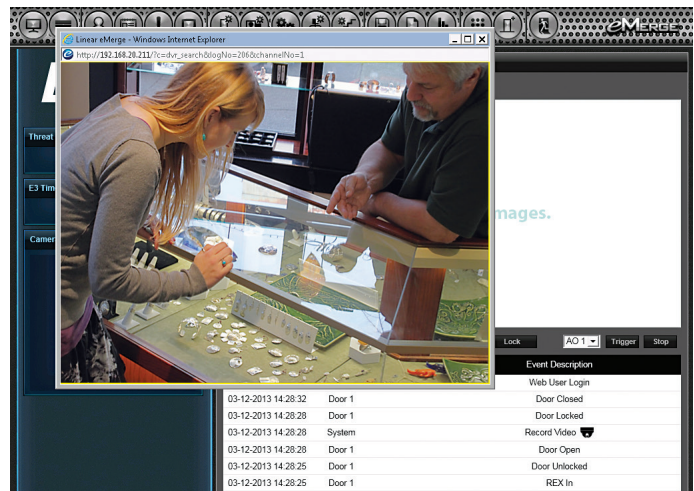 eMERGE
Linear eMerge - Windows Internet Explorer
http://192.168.20.211/?c=dvr_search&dogNo=206&channelNo=1
Threat
E3 Tim
Camer
mages.
Lock AO 1 Trigger Stop
Event Description
Web User Login
03-12-2013 14:28:32 Door 1 Door Closed
03-12-2013 14:28:28 Door 1 Door Locked
03-12-2013 14:28:28 System Record Video
03-12-2013 14:28:28 Door 1 Door Open
03-12-2013 14:28:25 Door 1 Door Unlocked
03-12-2013 14:28:25 Door 1 REX In